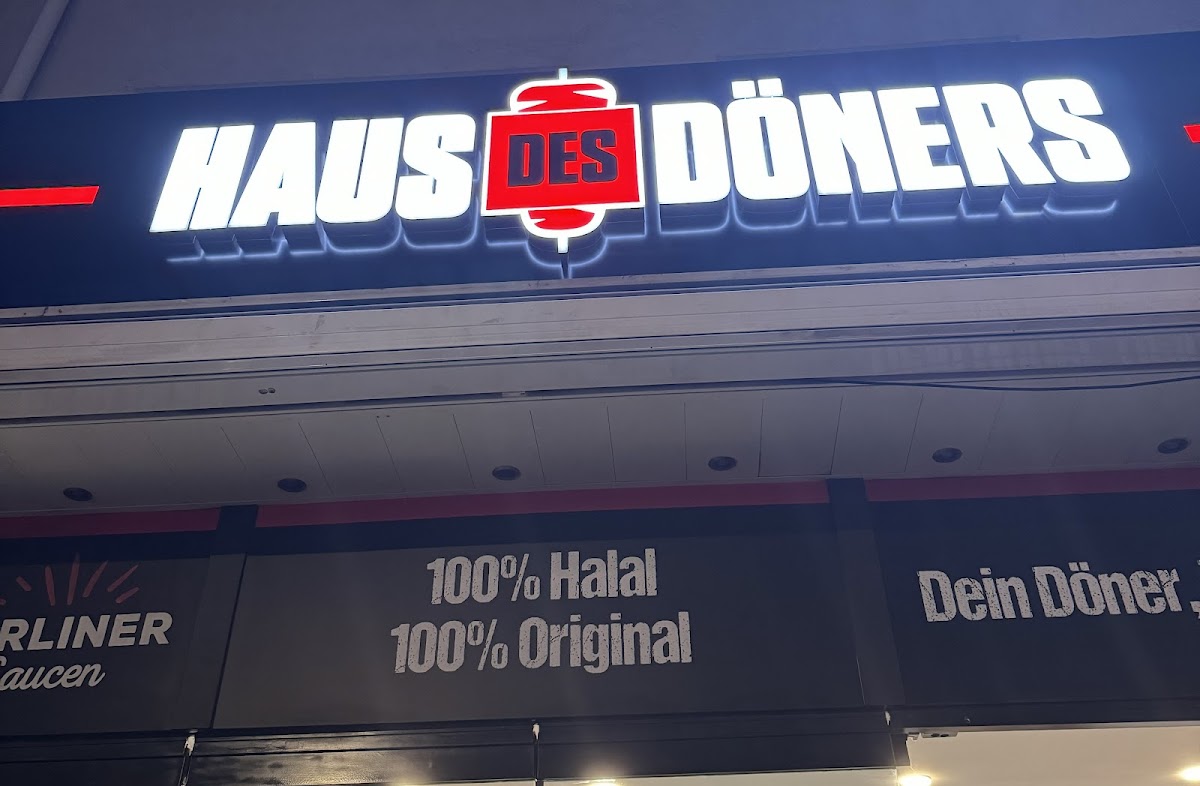 HAUS DES DÖNERS
RLINER
aucen
100% Halal
100% Original
Dein Döner